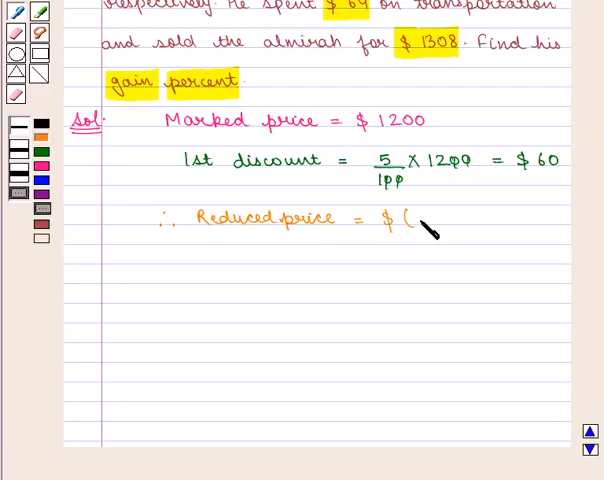 respectively. He spent $ 64 on transportation
and sold the almirah for $ 1308. Find his
gain percent.
Sol. Marked price = $ 1200
1st discount = 5/100 X 1200 = $ 60
∴ Reduced price = $ (